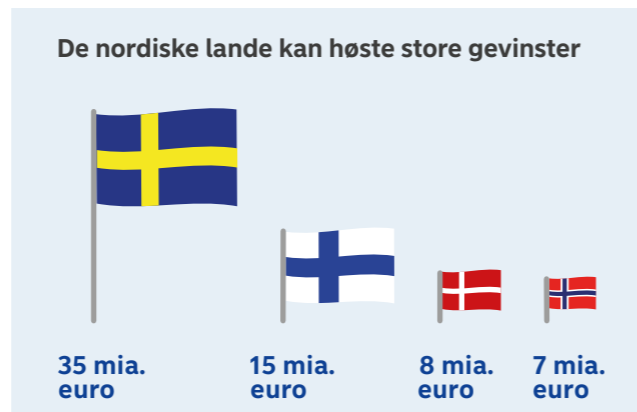 De nordiske lande kan høste store gevinster
35 mia.
euro
15 mia.
euro
8 mia.
euro
7 mia.
euro